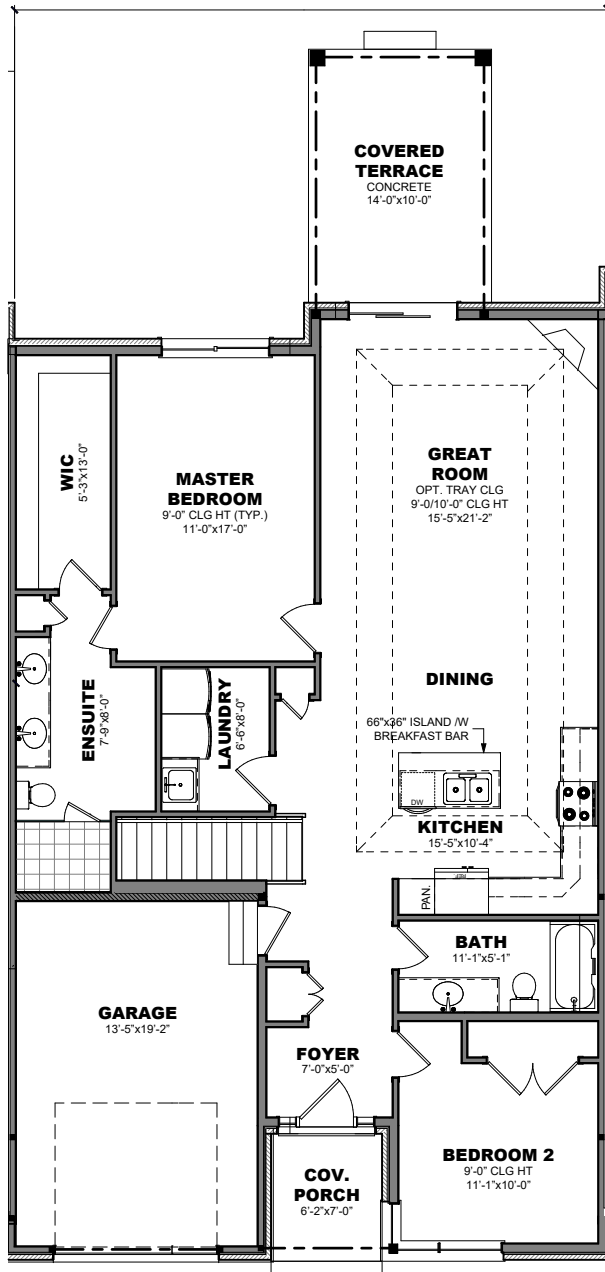 COVERED
TERRACE
CONCRETE
14'-0"x10'-0"
WIC
5'-3"x13'-0"
MASTER
BEDROOM
9'-0" CLG HT (TYP.)
11'-0"x17'-0"
GREAT
ROOM
OPT. TRAY CLG
9'-0/10'-0" CLG HT
15'-5"x21'-2"
ENSUITE
7'-9"x8'-0"
LAUNDRY
6'-6"x8'-0"
DINING
66"x36" ISLAND /W
BREAKFAST BAR
DW
KITCHEN
15'-5"x10'-4"
PAN.
REF.
BATH
11'-1"x5'-1"
GARAGE
13'-5"x19'-2"
FOYER
7'-0"x5'-0"
COV.
PORCH
6'-2"x7'-0"
BEDROOM 2
9'-0" CLG HT
11'-1"x10'-0"